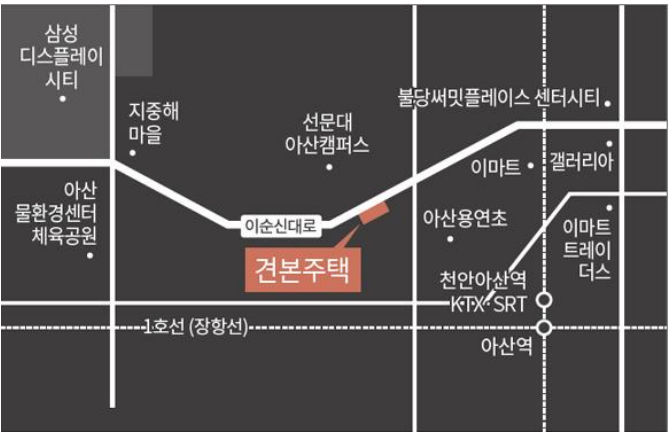 삼성
디스플레이
시티
지중해
마을
선문대
아산캠퍼스
불당써밋플레이스 센터시티
이마트
갤러리아
아산
물환경센터
체육공원
이순신대로
아산용연초
이마트
트레이
더스
견본주택
천안아산역
KTX·SRT
1호선 (장항선)
아산역